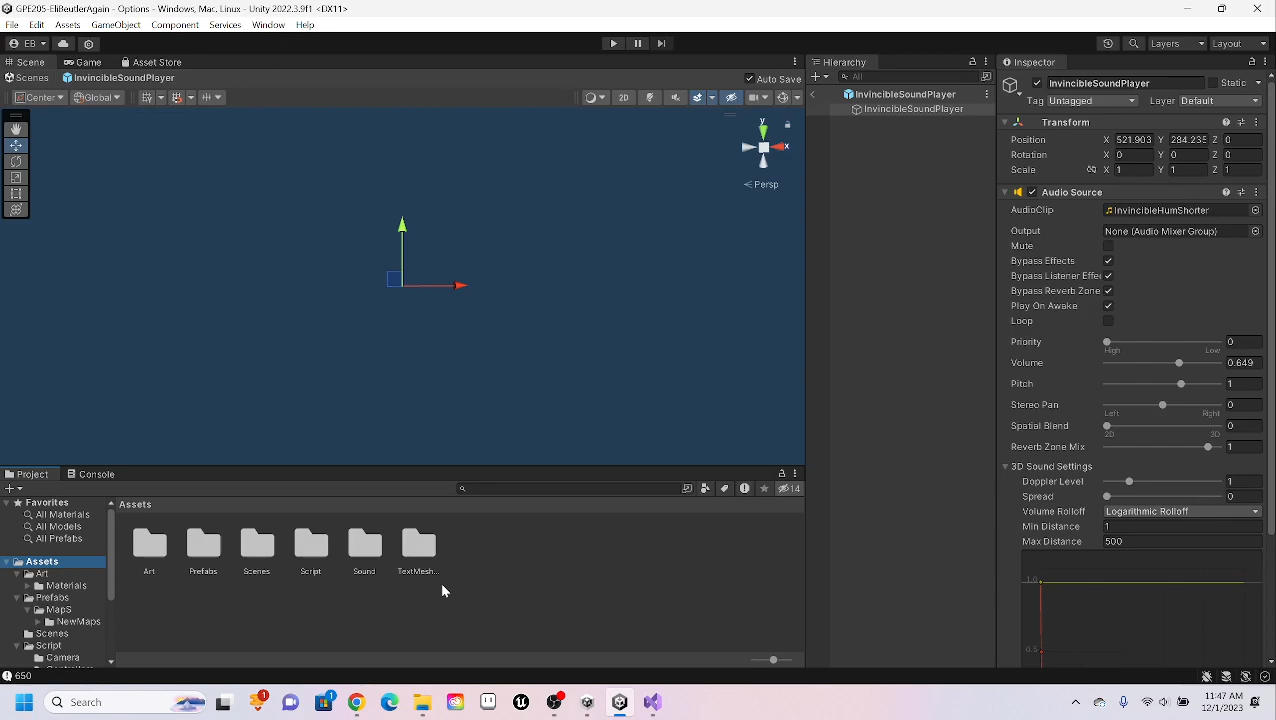 GPE205-EliBeutlerAgain - Options - Windows, Mac, Linux - Unity 2022.3.9f1 <DX11>
File Edit Assets GameObject Component Services Window Help
EB Layers Layout
Scene Game Asset Store
Scenes InvincibleSoundPlayer Auto Save
Center Global 2D
y
x
Persp
Hierarchy
All
InvincibleSoundPlayer
InvincibleSoundPlayer
Inspector
InvincibleSoundPlayer Static
Tag Untagged Layer Default
Transform
Position X 521.903 Y 284.235 Z 0
Rotation X 0 Y 0 Z 0
Scale X 1 Y 1 Z 1
Audio Source
AudioClip InvincibleHumShorter
Output None (Audio Mixer Group)
Mute
Bypass Effects
Bypass Listener Effec
Bypass Reverb Zone
Play On Awake
Loop
Priority 0
High Low
Volume 0.649
Pitch 1
Stereo Pan 0
Left Right
Spatial Blend 0
2D 3D
Reverb Zone Mix 1
3D Sound Settings
Doppler Level 1
Spread 0
Volume Rolloff Logarithmic Rolloff
Min Distance 1
Max Distance 500
1.0
0.5
Project Console
14
Favorites
All Materials
All Models
All Prefabs
Assets
Art
Materials
Prefabs
MapS
NewMaps
Scenes
Script
Camera
Assets
Art Prefabs Scenes Script Sound TextMesh...
650
Search
1
1
11:47 AM
12/1/2023